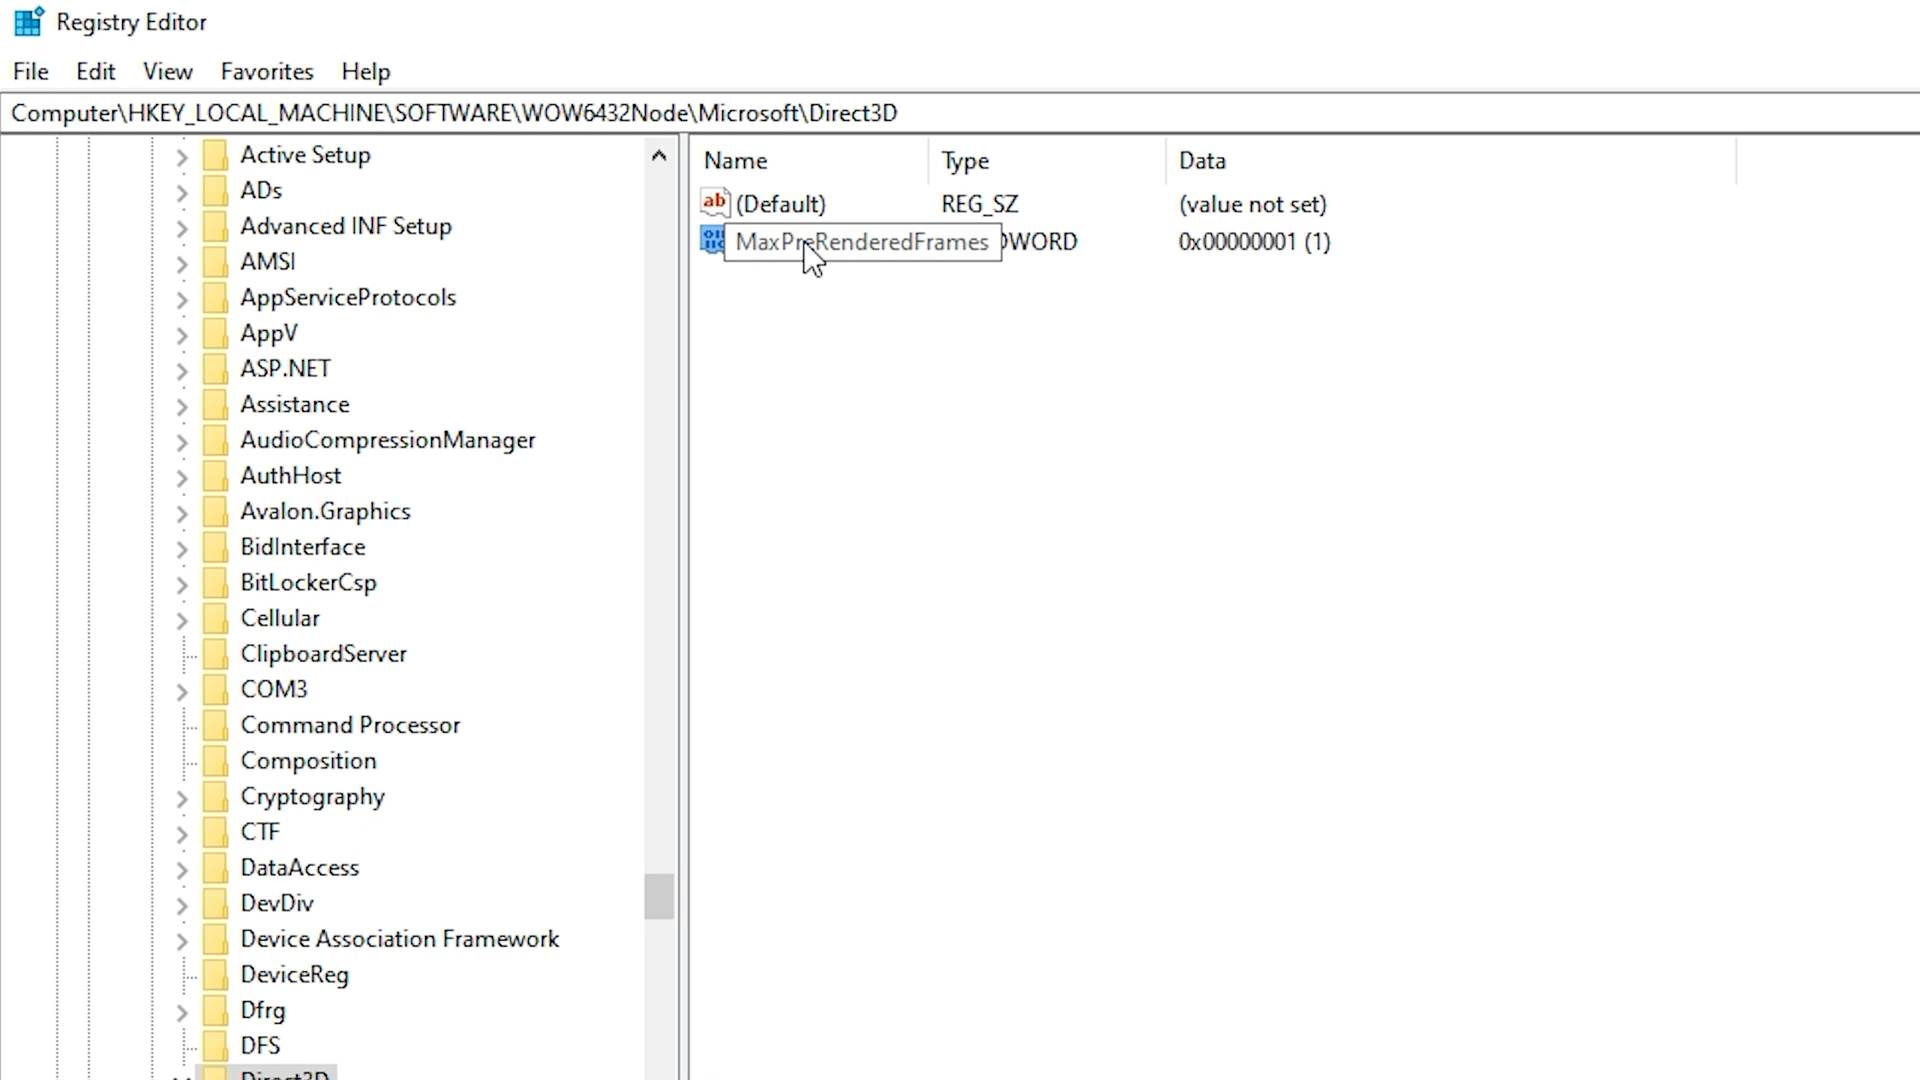 Registry Editor
File Edit View Favorites Help
Computer\HKEY_LOCAL_MACHINE\SOFTWARE\WOW6432Node\Microsoft\Direct3D
Active Setup
ADs
Advanced INF Setup
AMSI
AppServiceProtocols
AppV
ASP.NET
Assistance
AudioCompressionManager
AuthHost
Avalon.Graphics
BidInterface
BitLockerCsp
Cellular
ClipboardServer
COM3
Command Processor
Composition
Cryptography
CTF
DataAccess
DevDiv
Device Association Framework
DeviceReg
Dfrg
DFS
Direct3D
Name Type Data
(Default) REG_SZ (value not set)
MaxPreRenderedFrames DWORD 0x00000001 (1)